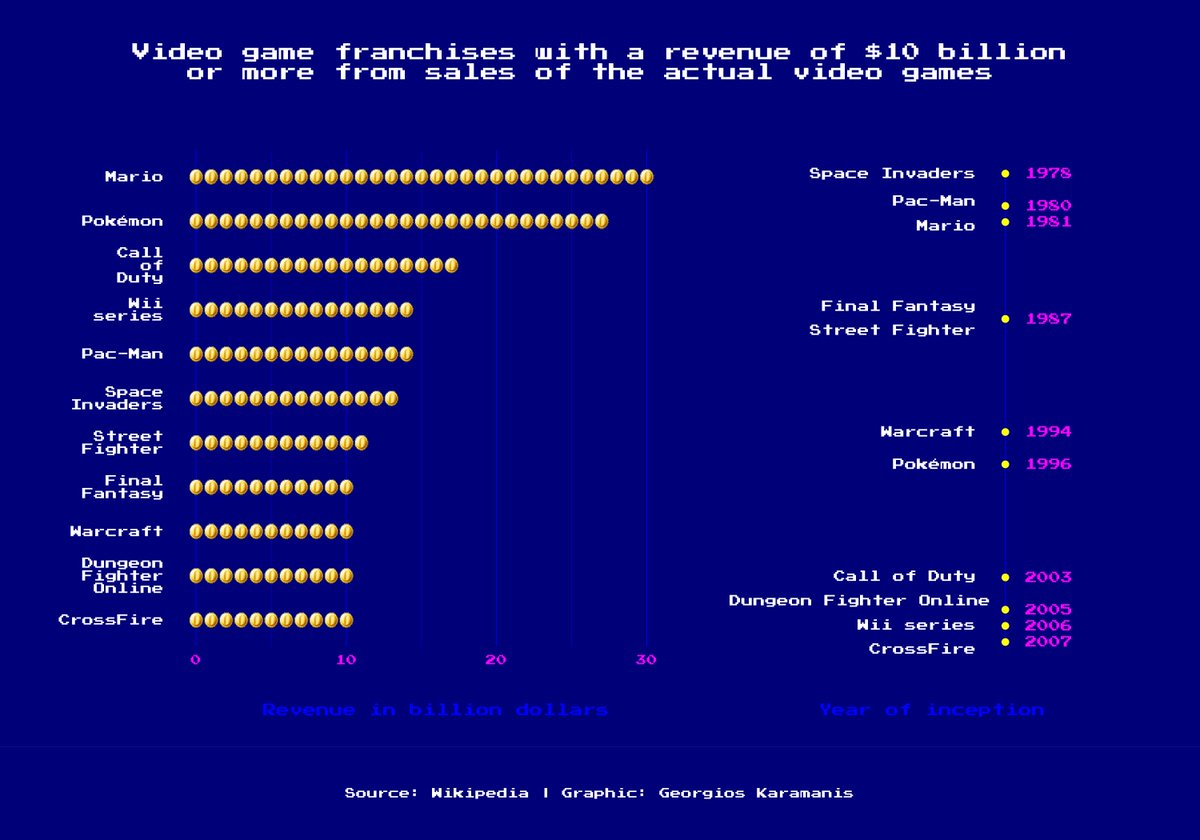 Video game franchises with a revenue of $10 billion
or more from sales of the actual video games
Mario
Pokémon
Call
of
Duty
Wii
series
Pac-Man
Space
Invaders
Street
Fighter
Final
Fantasy
Warcraft
Dungeon
Fighter
Online
CrossFire
0 10 20 30
Revenue in billion dollars
Space Invaders 1978
Pac-Man 1980
Mario 1981
Final Fantasy
Street Fighter 1987
Warcraft 1994
Pokémon 1996
Call of Duty 2003
Dungeon Fighter Online 2005
Wii series 2006
CrossFire 2007
Year of inception
Source: Wikipedia | Graphic: Georgios Karamanis